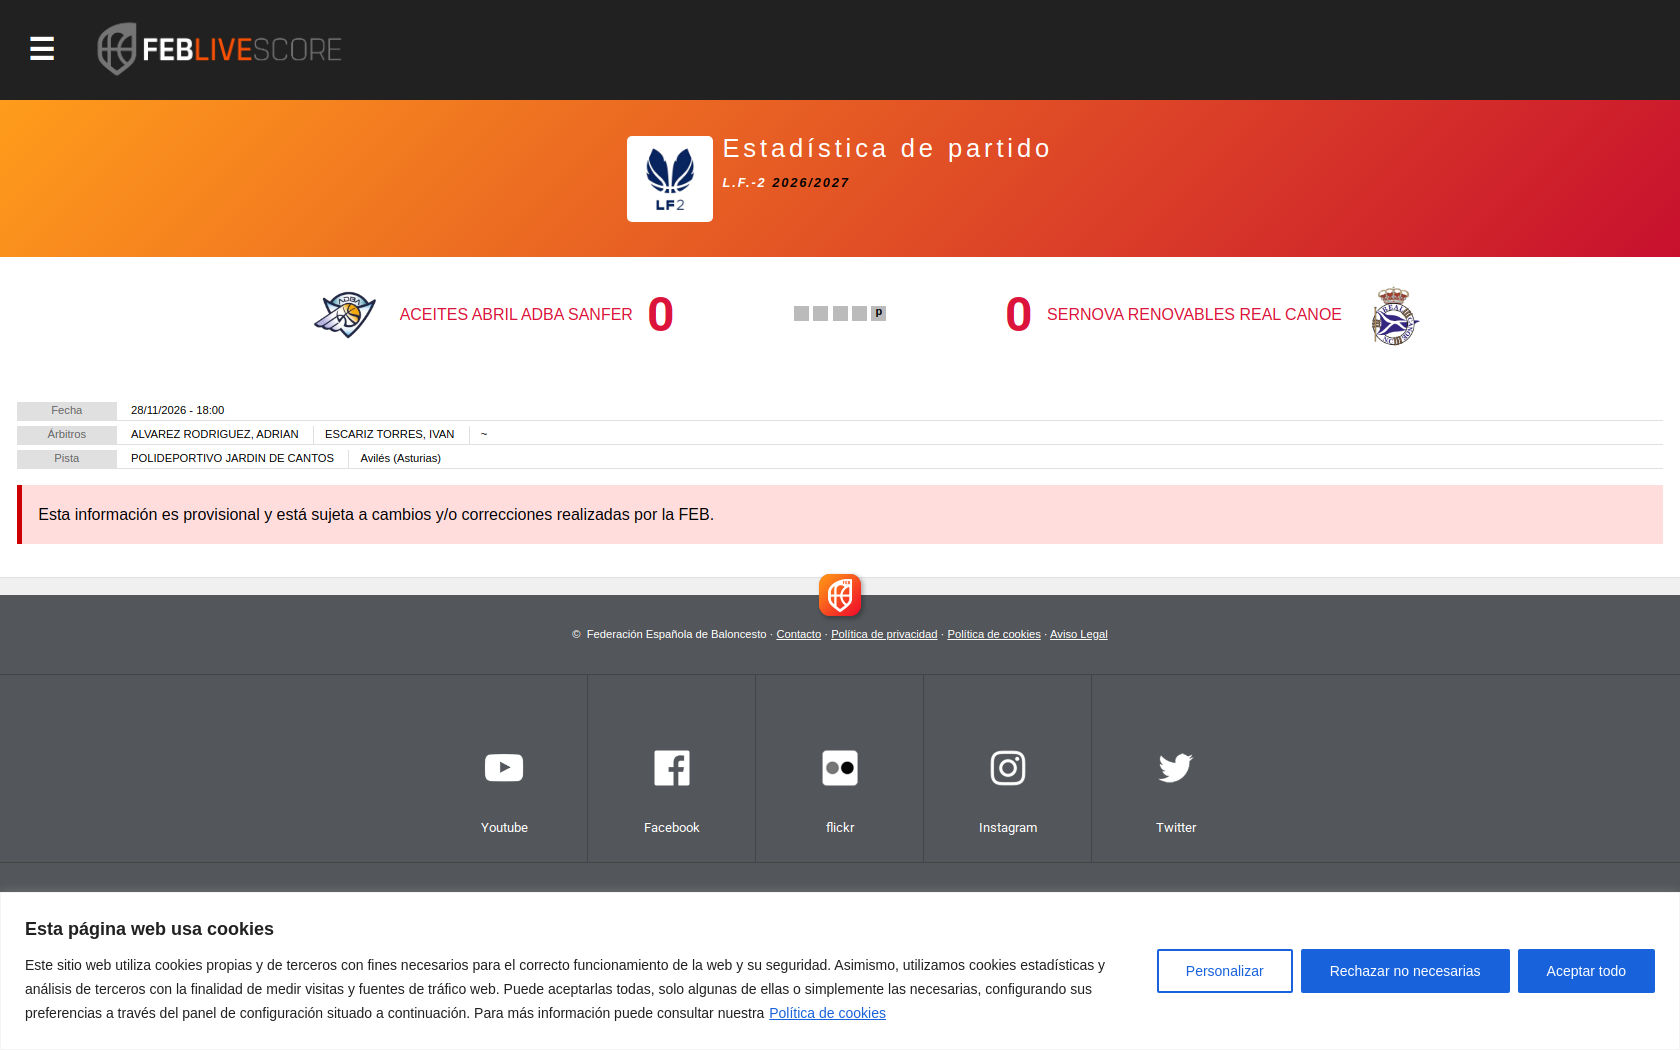 FEBLIVESCORE
Estadística de partido
L.F.-2 2026/2027
LF2
ADBA
ACEITES ABRIL ADBA SANFER 0
p
0 SERNOVA RENOVABLES REAL CANOE
Fecha 28/11/2026 - 18:00
Árbitros ALVAREZ RODRIGUEZ, ADRIAN ESCARIZ TORRES, IVAN ~
Pista POLIDEPORTIVO JARDIN DE CANTOS Avilés (Asturias)
Esta información es provisional y está sujeta a cambios y/o correcciones realizadas por la FEB.
© Federación Española de Baloncesto · Contacto · Política de privacidad · Política de cookies · Aviso Legal
Youtube Facebook flickr Instagram Twitter
Esta página web usa cookies
Este sitio web utiliza cookies propias y de terceros con fines necesarios para el correcto funcionamiento de la web y su seguridad. Asimismo, utilizamos cookies estadísticas y
análisis de terceros con la finalidad de medir visitas y fuentes de tráfico web. Puede aceptarlas todas, solo algunas de ellas o simplemente las necesarias, configurando sus
preferencias a través del panel de configuración situado a continuación. Para más información puede consultar nuestra Política de cookies
Personalizar Rechazar no necesarias Aceptar todo